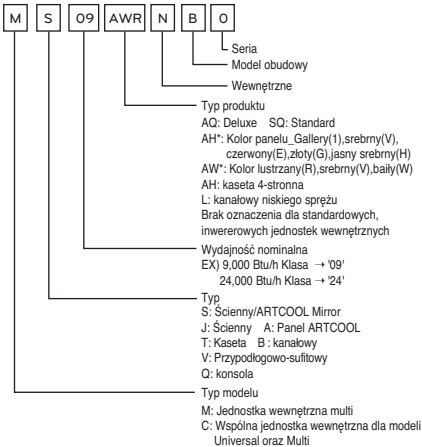 M S 09 AWR N B 0
Seria
Model obudowy
Wewnętrzne
Typ produktu
AQ: Deluxe SQ: Standard
AH*: Kolor panelu_Gallery(1),srebrny(V),
czerwony(E),złoty(G),jasny srebrny(H)
AW*: Kolor lustrzany(R),srebrny(V),baiły(W)
AH: kaseta 4-stronna
L: kanałowy niskiego sprężu
Brak oznaczenia dla standardowych,
inwererowych jednostek wewnętrznych
Wydajność nominalna
EX) 9,000 Btu/h Klasa → '09'
24,000 Btu/h Klasa → '24'
Typ
S: Ścienny/ARTCOOL Mirror
J: Ścienny A: Panel ARTCOOL
T: Kaseta B : kanałowy
V: Przypodłogowo-sufitowy
Q: konsola
Typ modelu
M: Jednostka wewnętrzna multi
C: Wspólna jednostka wewnętrzna dla modeli
Universal oraz Multi